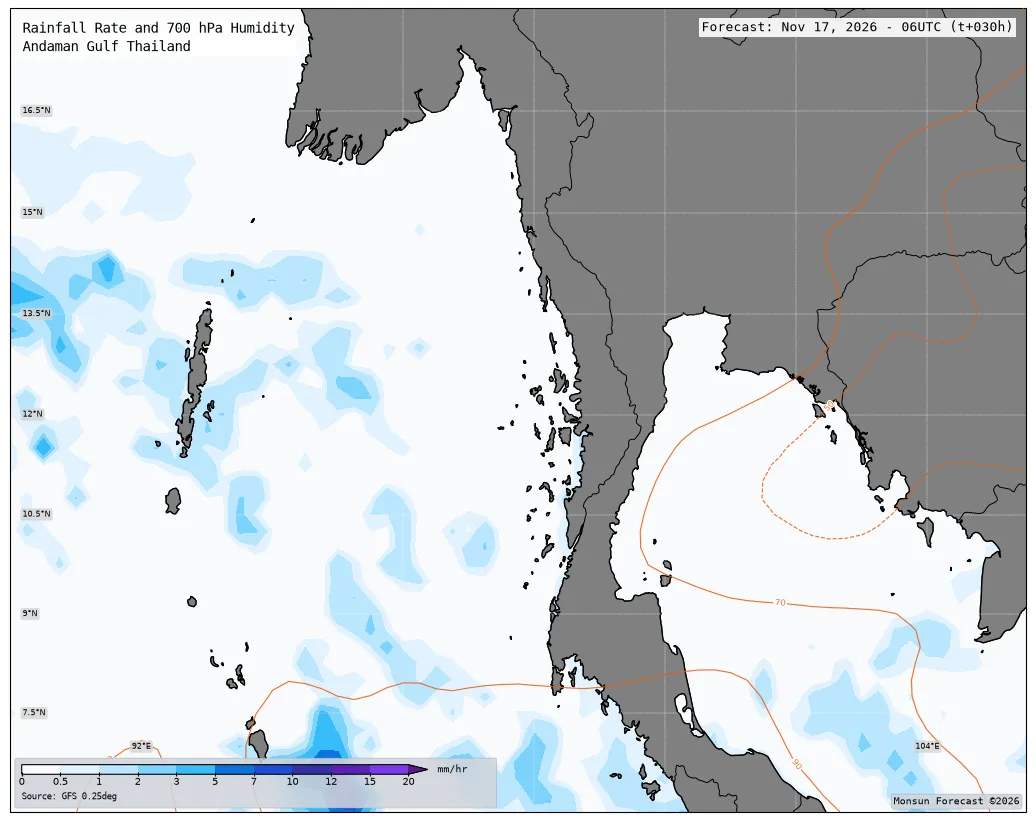 Rainfall Rate and 700 hPa Humidity
Andaman Gulf Thailand
Forecast: Nov 17, 2026 - 06UTC (t+030h)
16.5°N
15°N
13.5°N
12°N
10.5°N
9°N
70
7.5°N
92°E
104°E
90
mm/hr
0 0.5 1 2 3 5 7 10 12 15 20
Source: GFS 0.25deg
Monsun Forecast ©2026